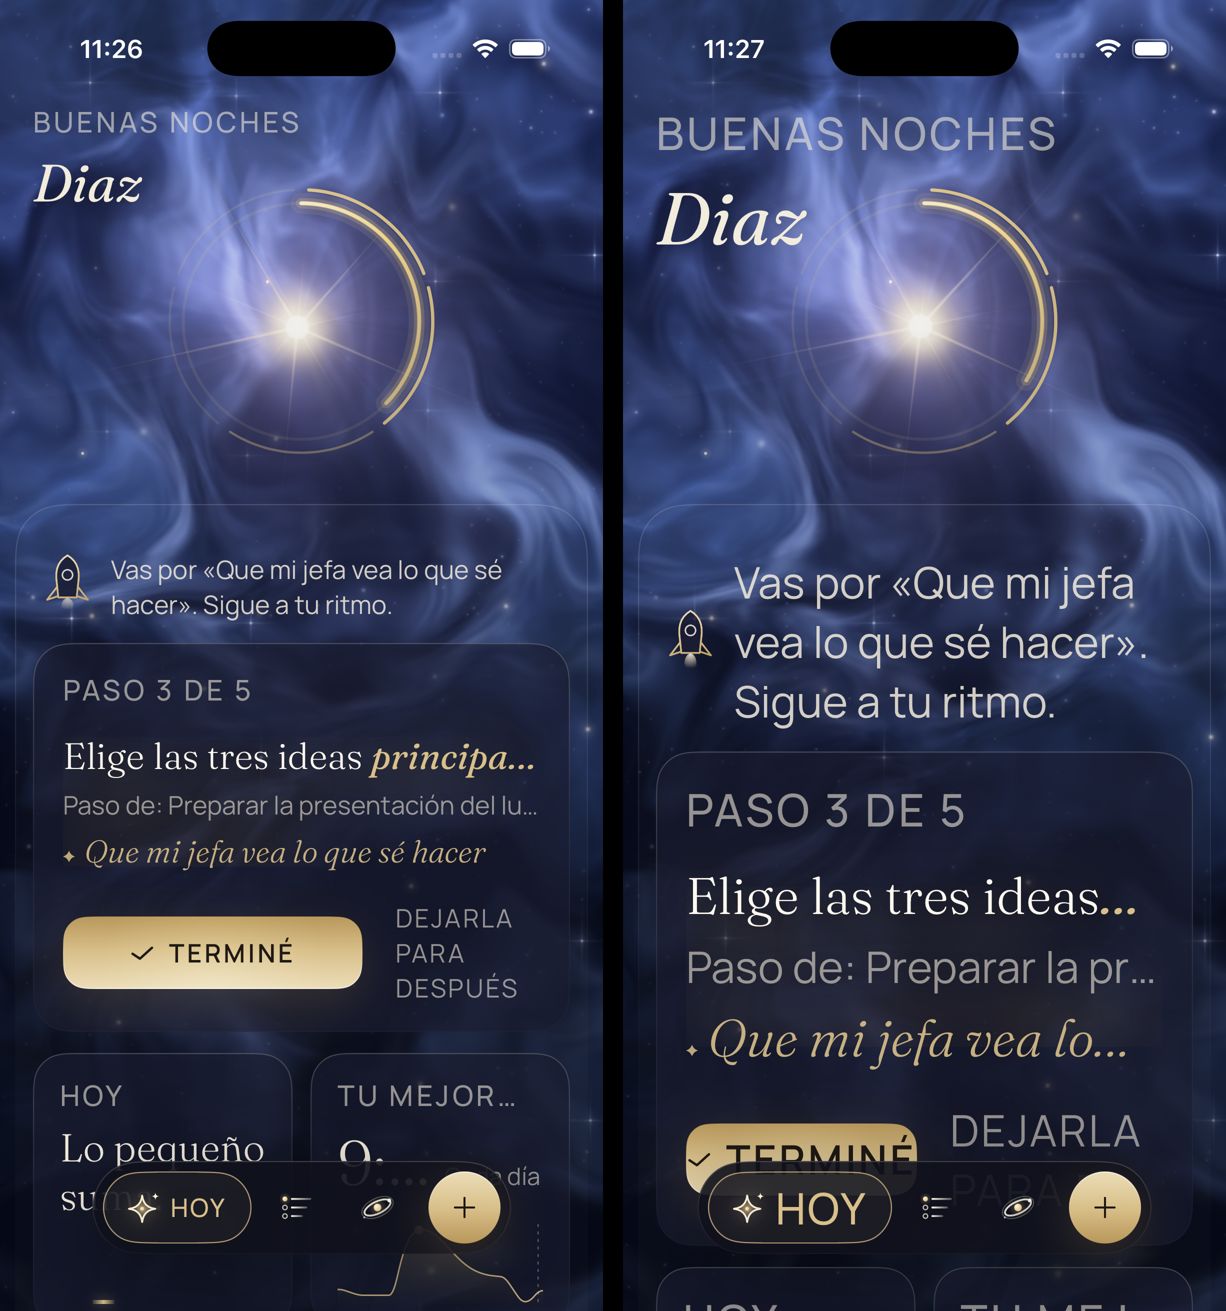 11:26
BUENAS NOCHES
Diaz
Vas por «Que mi jefa vea lo que sé
hacer». Sigue a tu ritmo.
PASO 3 DE 5
Elige las tres ideas principa...
Paso de: Preparar la presentación del lu...
Que mi jefa vea lo que sé hacer
TERMINÉ
DEJARLA
PARA
DESPUÉS
HOY
Lo pequeño
TU MEJOR...
9:...
día
HOY
11:27
BUENAS NOCHES
Diaz
Vas por «Que mi jefa
vea lo que sé hacer».
Sigue a tu ritmo.
PASO 3 DE 5
Elige las tres ideas...
Paso de: Preparar la pr...
Que mi jefa vea lo...
TERMINÉ
DEJARLA
PARA
HOY